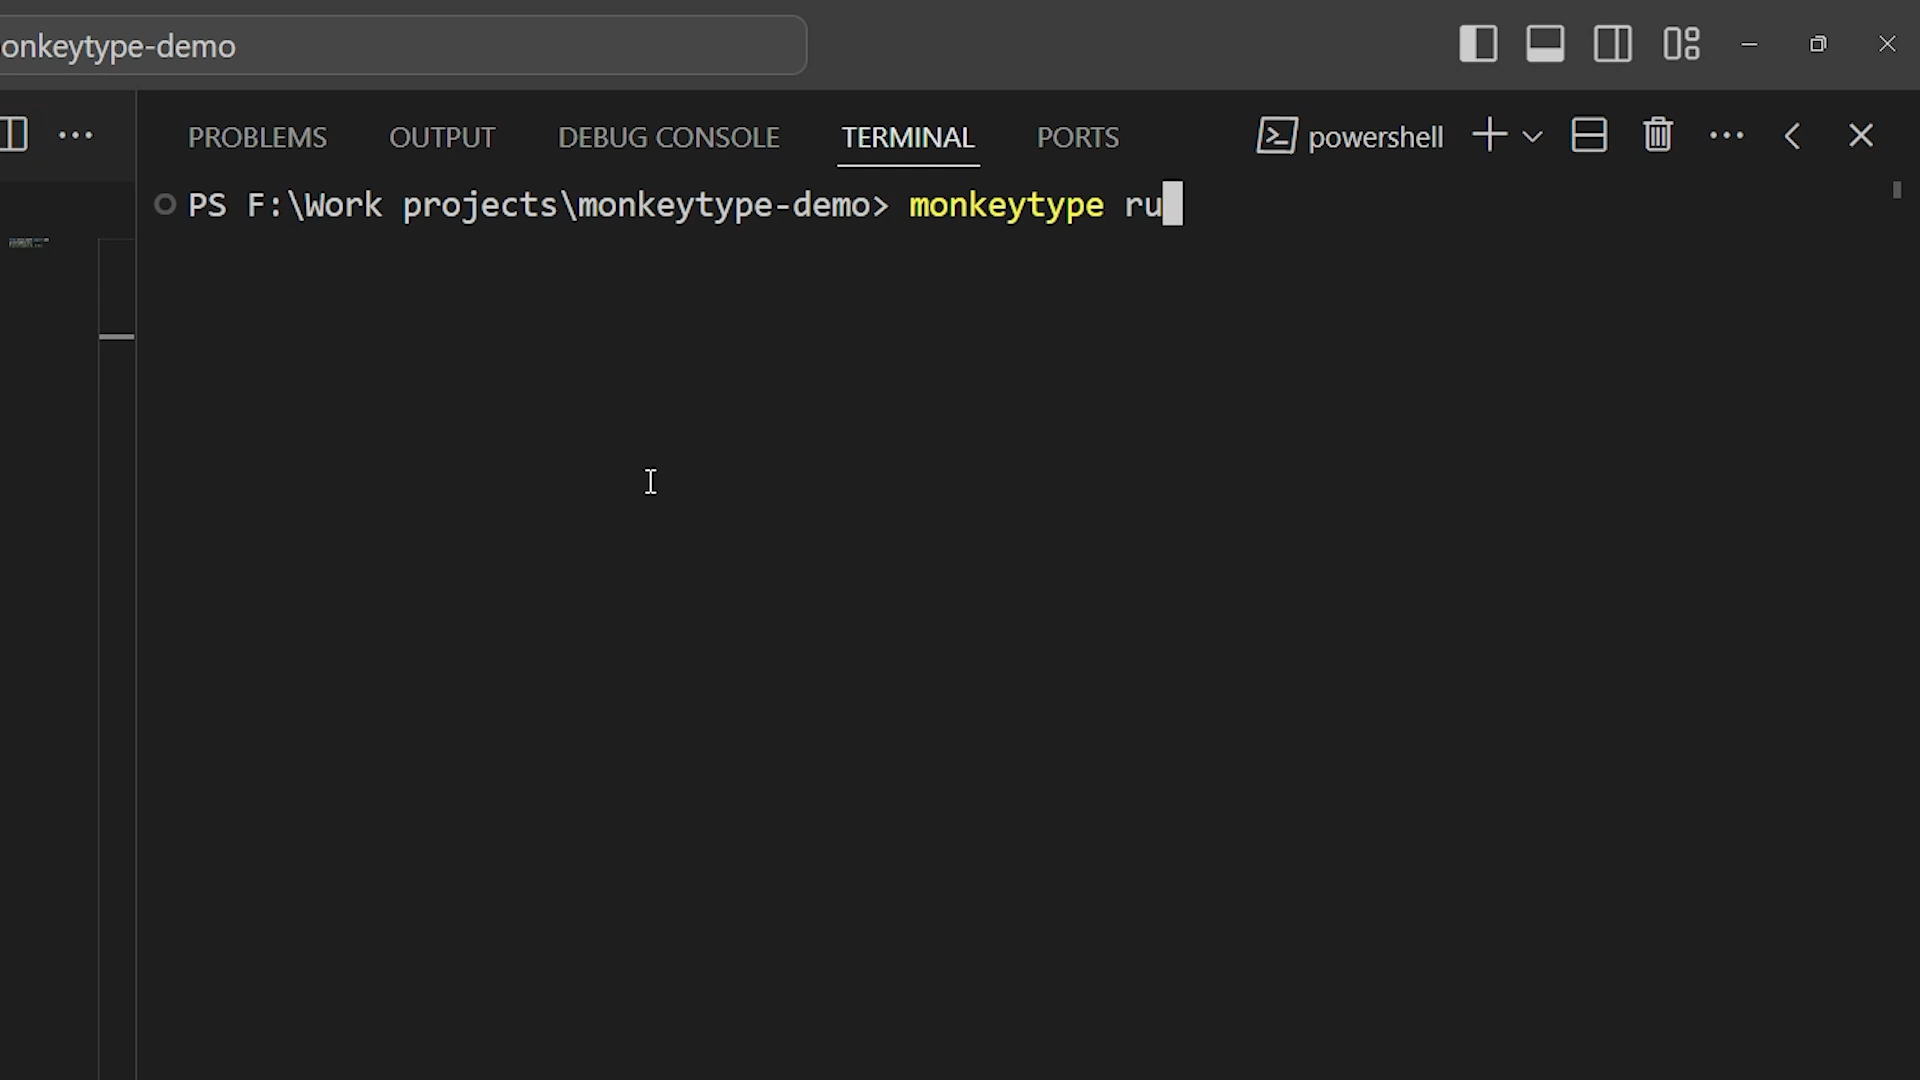 onkeytype-demo
PROBLEMS OUTPUT DEBUG CONSOLE TERMINAL PORTS powershell
PS F:\Work projects\monkeytype-demo> monkeytype ru